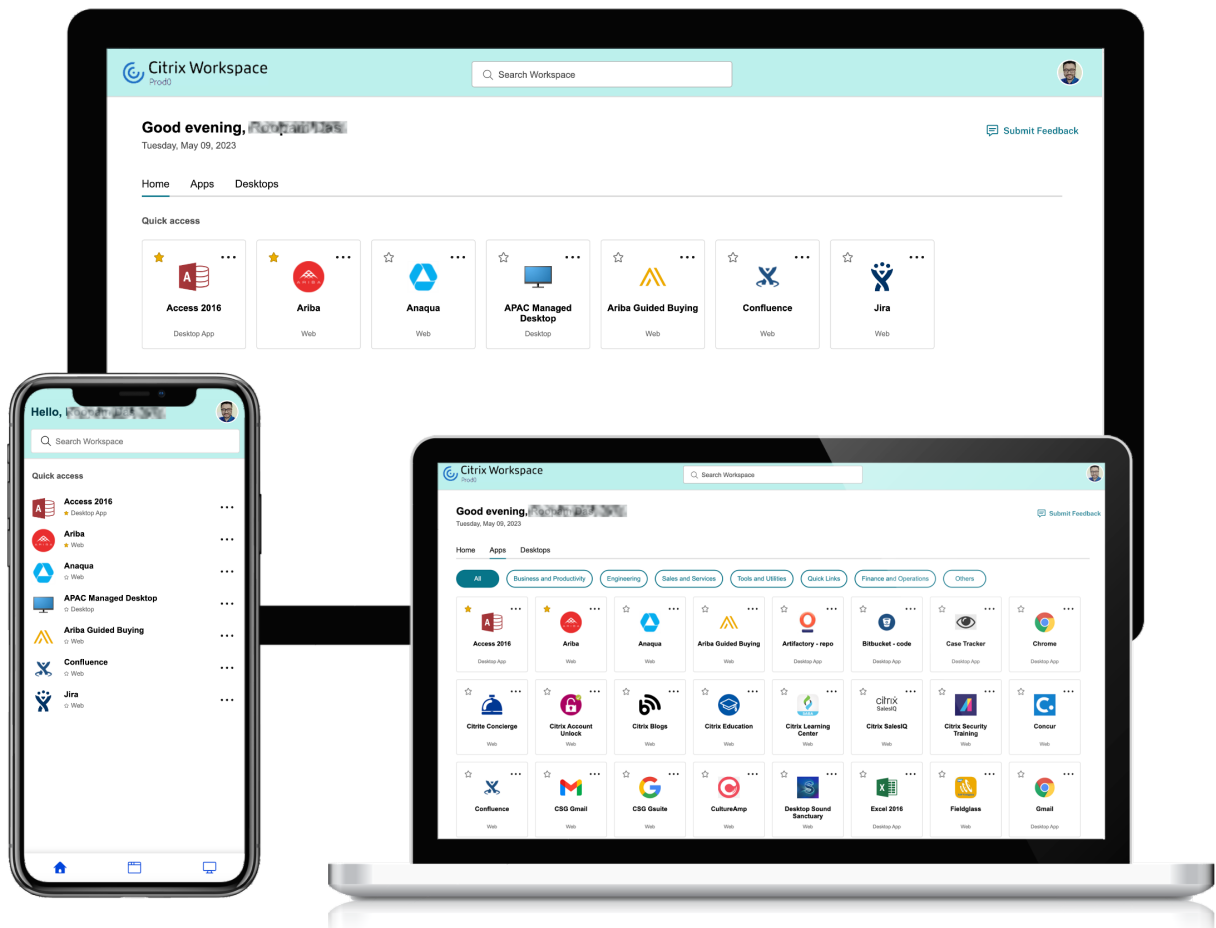 Citrix Workspace
Prod0
Search Workspace
Good evening,
Tuesday, May 09, 2023
Submit Feedback
Home Apps Desktops
Quick access
Access 2016
Desktop App
Ariba
Web
Anaqua
Web
APAC Managed
Desktop
Desktop
Ariba Guided Buying
Web
Confluence
Web
Jira
Web
Hello,
Search Workspace
Quick access
Access 2016
Desktop App
Ariba
Web
Anaqua
Web
APAC Managed Desktop
Desktop
Ariba Guided Buying
Web
Confluence
Web
Jira
Web
Citrix Workspace
Prod0
Search Workspace
Good evening,
Tuesday, May 09, 2023
Submit Feedback
Home Apps Desktops
All Business and Productivity Engineering Sales and Services Tools and Utilities Quick Links Finance and Operations Others
Access 2016
Desktop App
Ariba
Web
Anaqua
Web
Ariba Guided Buying
Web
Artifactory - repo
Desktop App
Bitbucket - code
Desktop App
Case Tracker
Desktop App
Chrome
Desktop App
Citrite Concierge
Web
Citrix Account
Unlock
Web
Citrix Blogs
Web
Citrix Education
Web
Citrix Learning
Center
Web
citrix
SalesIQ
Citrix SalesIQ
Web
Citrix Security
Training
Web
Concur
Web
Confluence
Web
CSG Gmail
Web
CSG Gsuite
Web
CultureAmp
Web
Desktop Sound
Sanctuary
Web
Excel 2016
Desktop App
Fieldglass
Web
Gmail
Desktop App